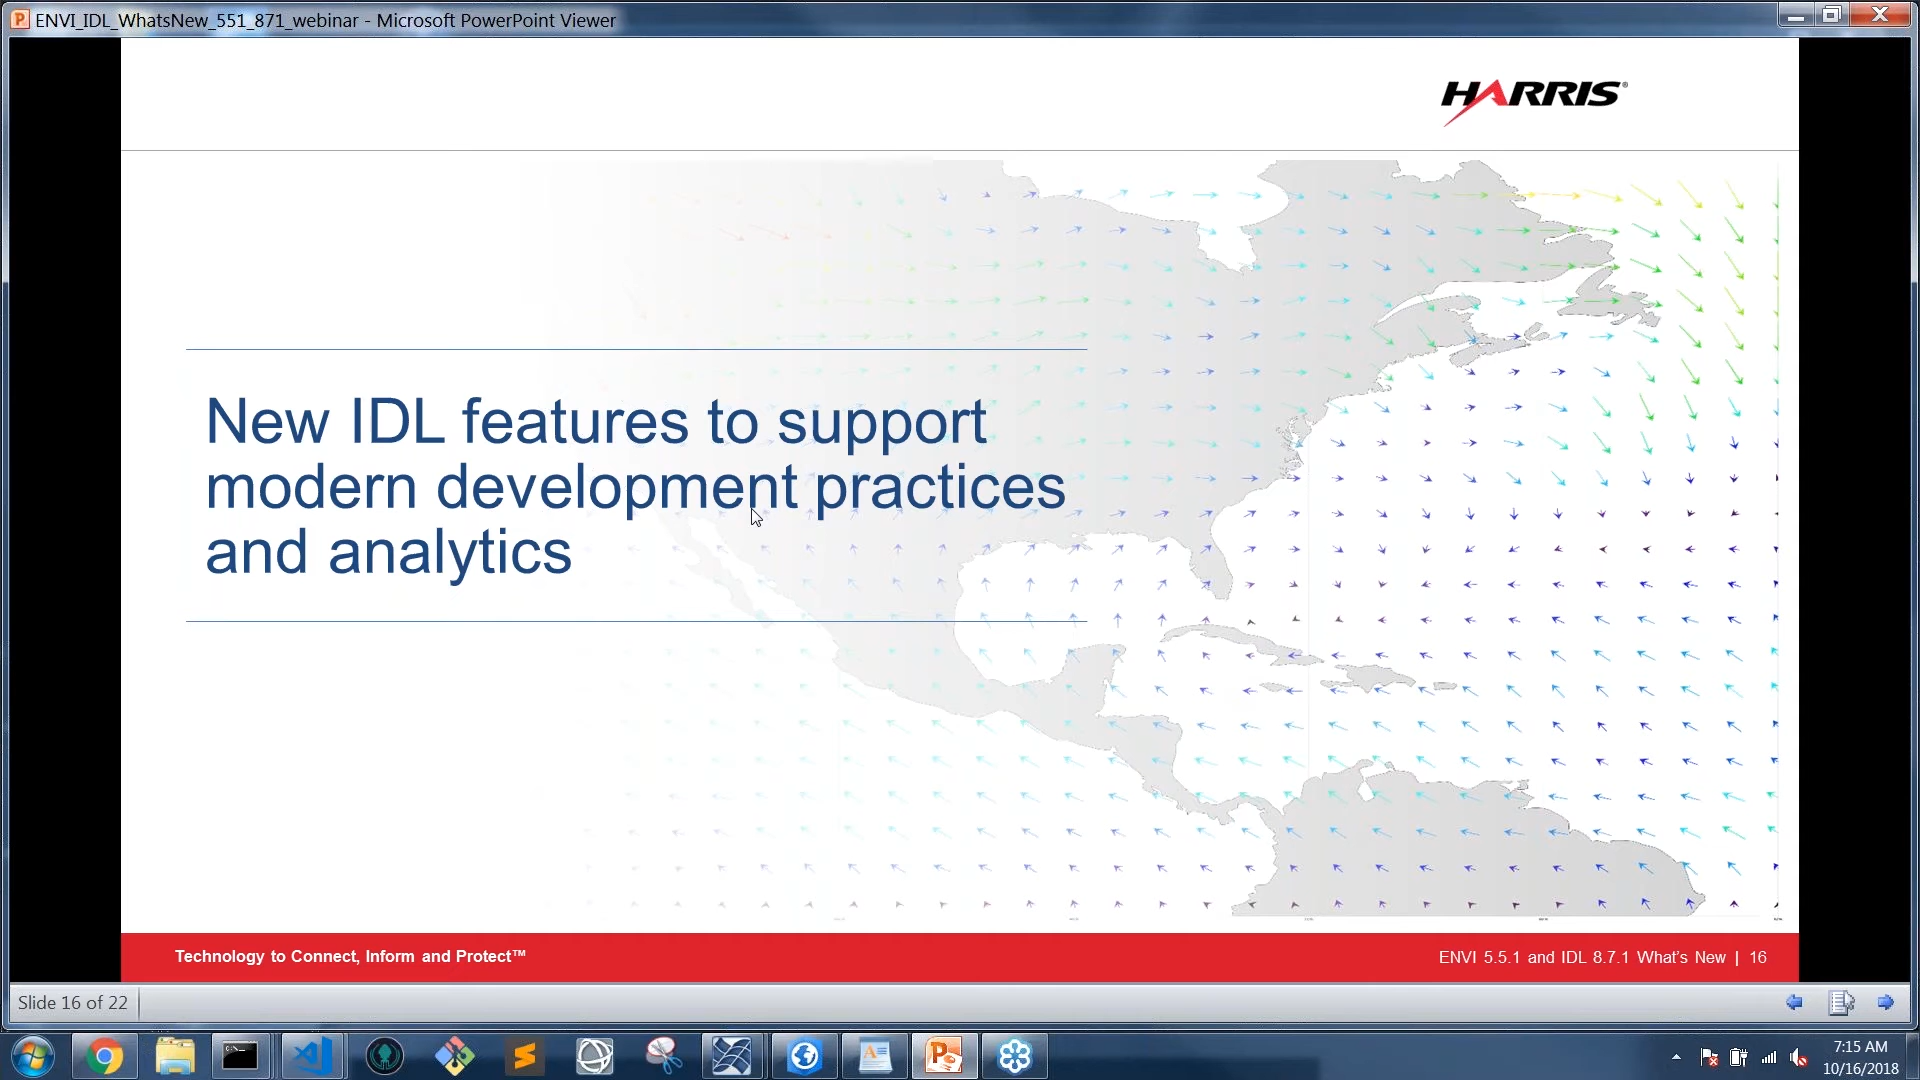 ENVI_IDL_WhatsNew_551_871_webinar - Microsoft PowerPoint Viewer
HARRIS®
New IDL features to support
modern development practices
and analytics
Technology to Connect, Inform and Protect™
ENVI 5.5.1 and IDL 8.7.1 What's New | 16
Slide 16 of 22
7:15 AM
10/16/2018